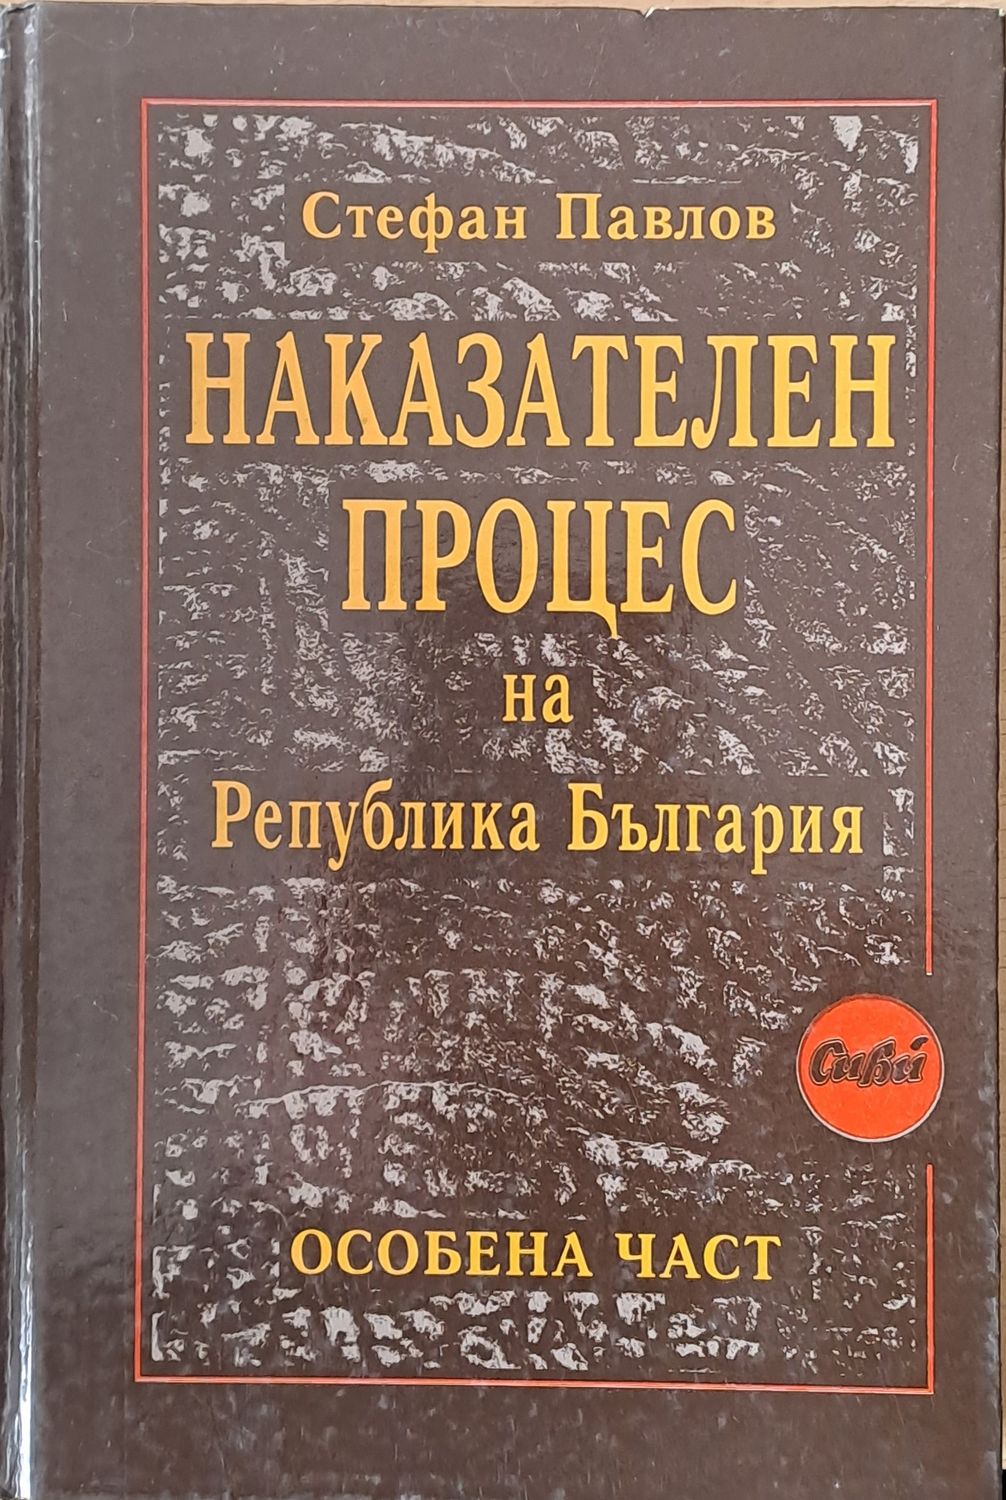 Стефан Павлов
НАКАЗАТЕЛЕН
ПРОЦЕС
на
Република България
Сиби
ОСОБЕНА ЧАСТ